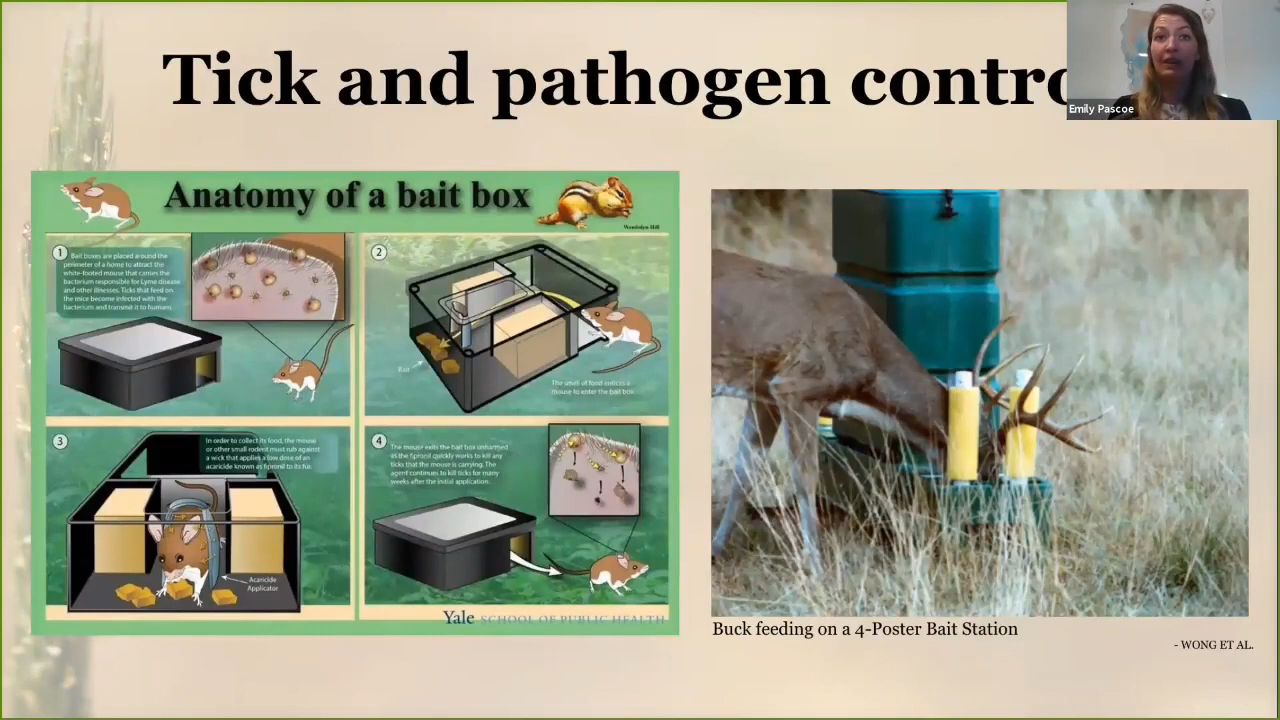 Tick and pathogen contro
Emily Pascoe
Anatomy of a bait box
Wendolyn Hill
1
Bait boxes are placed around the
perimeter of a home to attract the
white-footed mouse that carries the
bacterium responsible for Lyme disease
and other illnesses. Ticks that feed on
the mice become infected with the
bacterium and transmit it to humans.
2
Bait
The smell of food entices a
mouse to enter the bait box.
3
In order to collect its food, the mouse
or other small rodent must rub against
a wick that applies a low dose of an
acaricide known as fipronil to its fur.
Acaricide
Applicator
4
The mouse exits the bait box unharmed
as the fipronil quickly works to kill any
ticks that the mouse is carrying. The
agent continues to kill ticks for many
weeks after the initial application.
Yale SCHOOL OF PUBLIC HEALTH
Buck feeding on a 4-Poster Bait Station
- WONG ET AL.